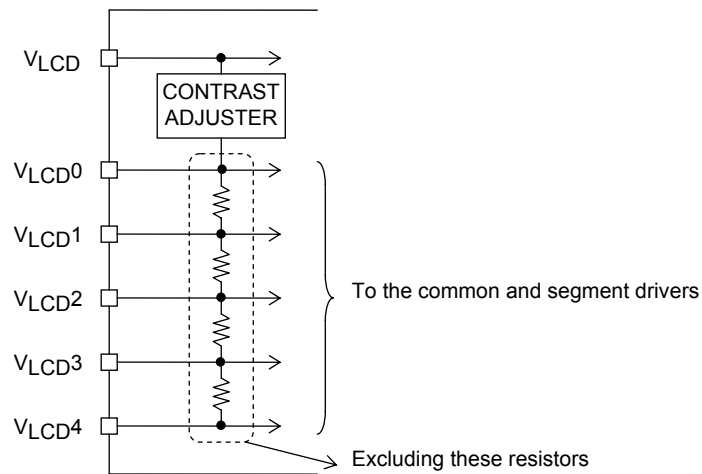 VLCD
CONTRAST
ADJUSTER
VLCD0
VLCD1
VLCD2
To the common and segment drivers
VLCD3
VLCD4
Excluding these resistors